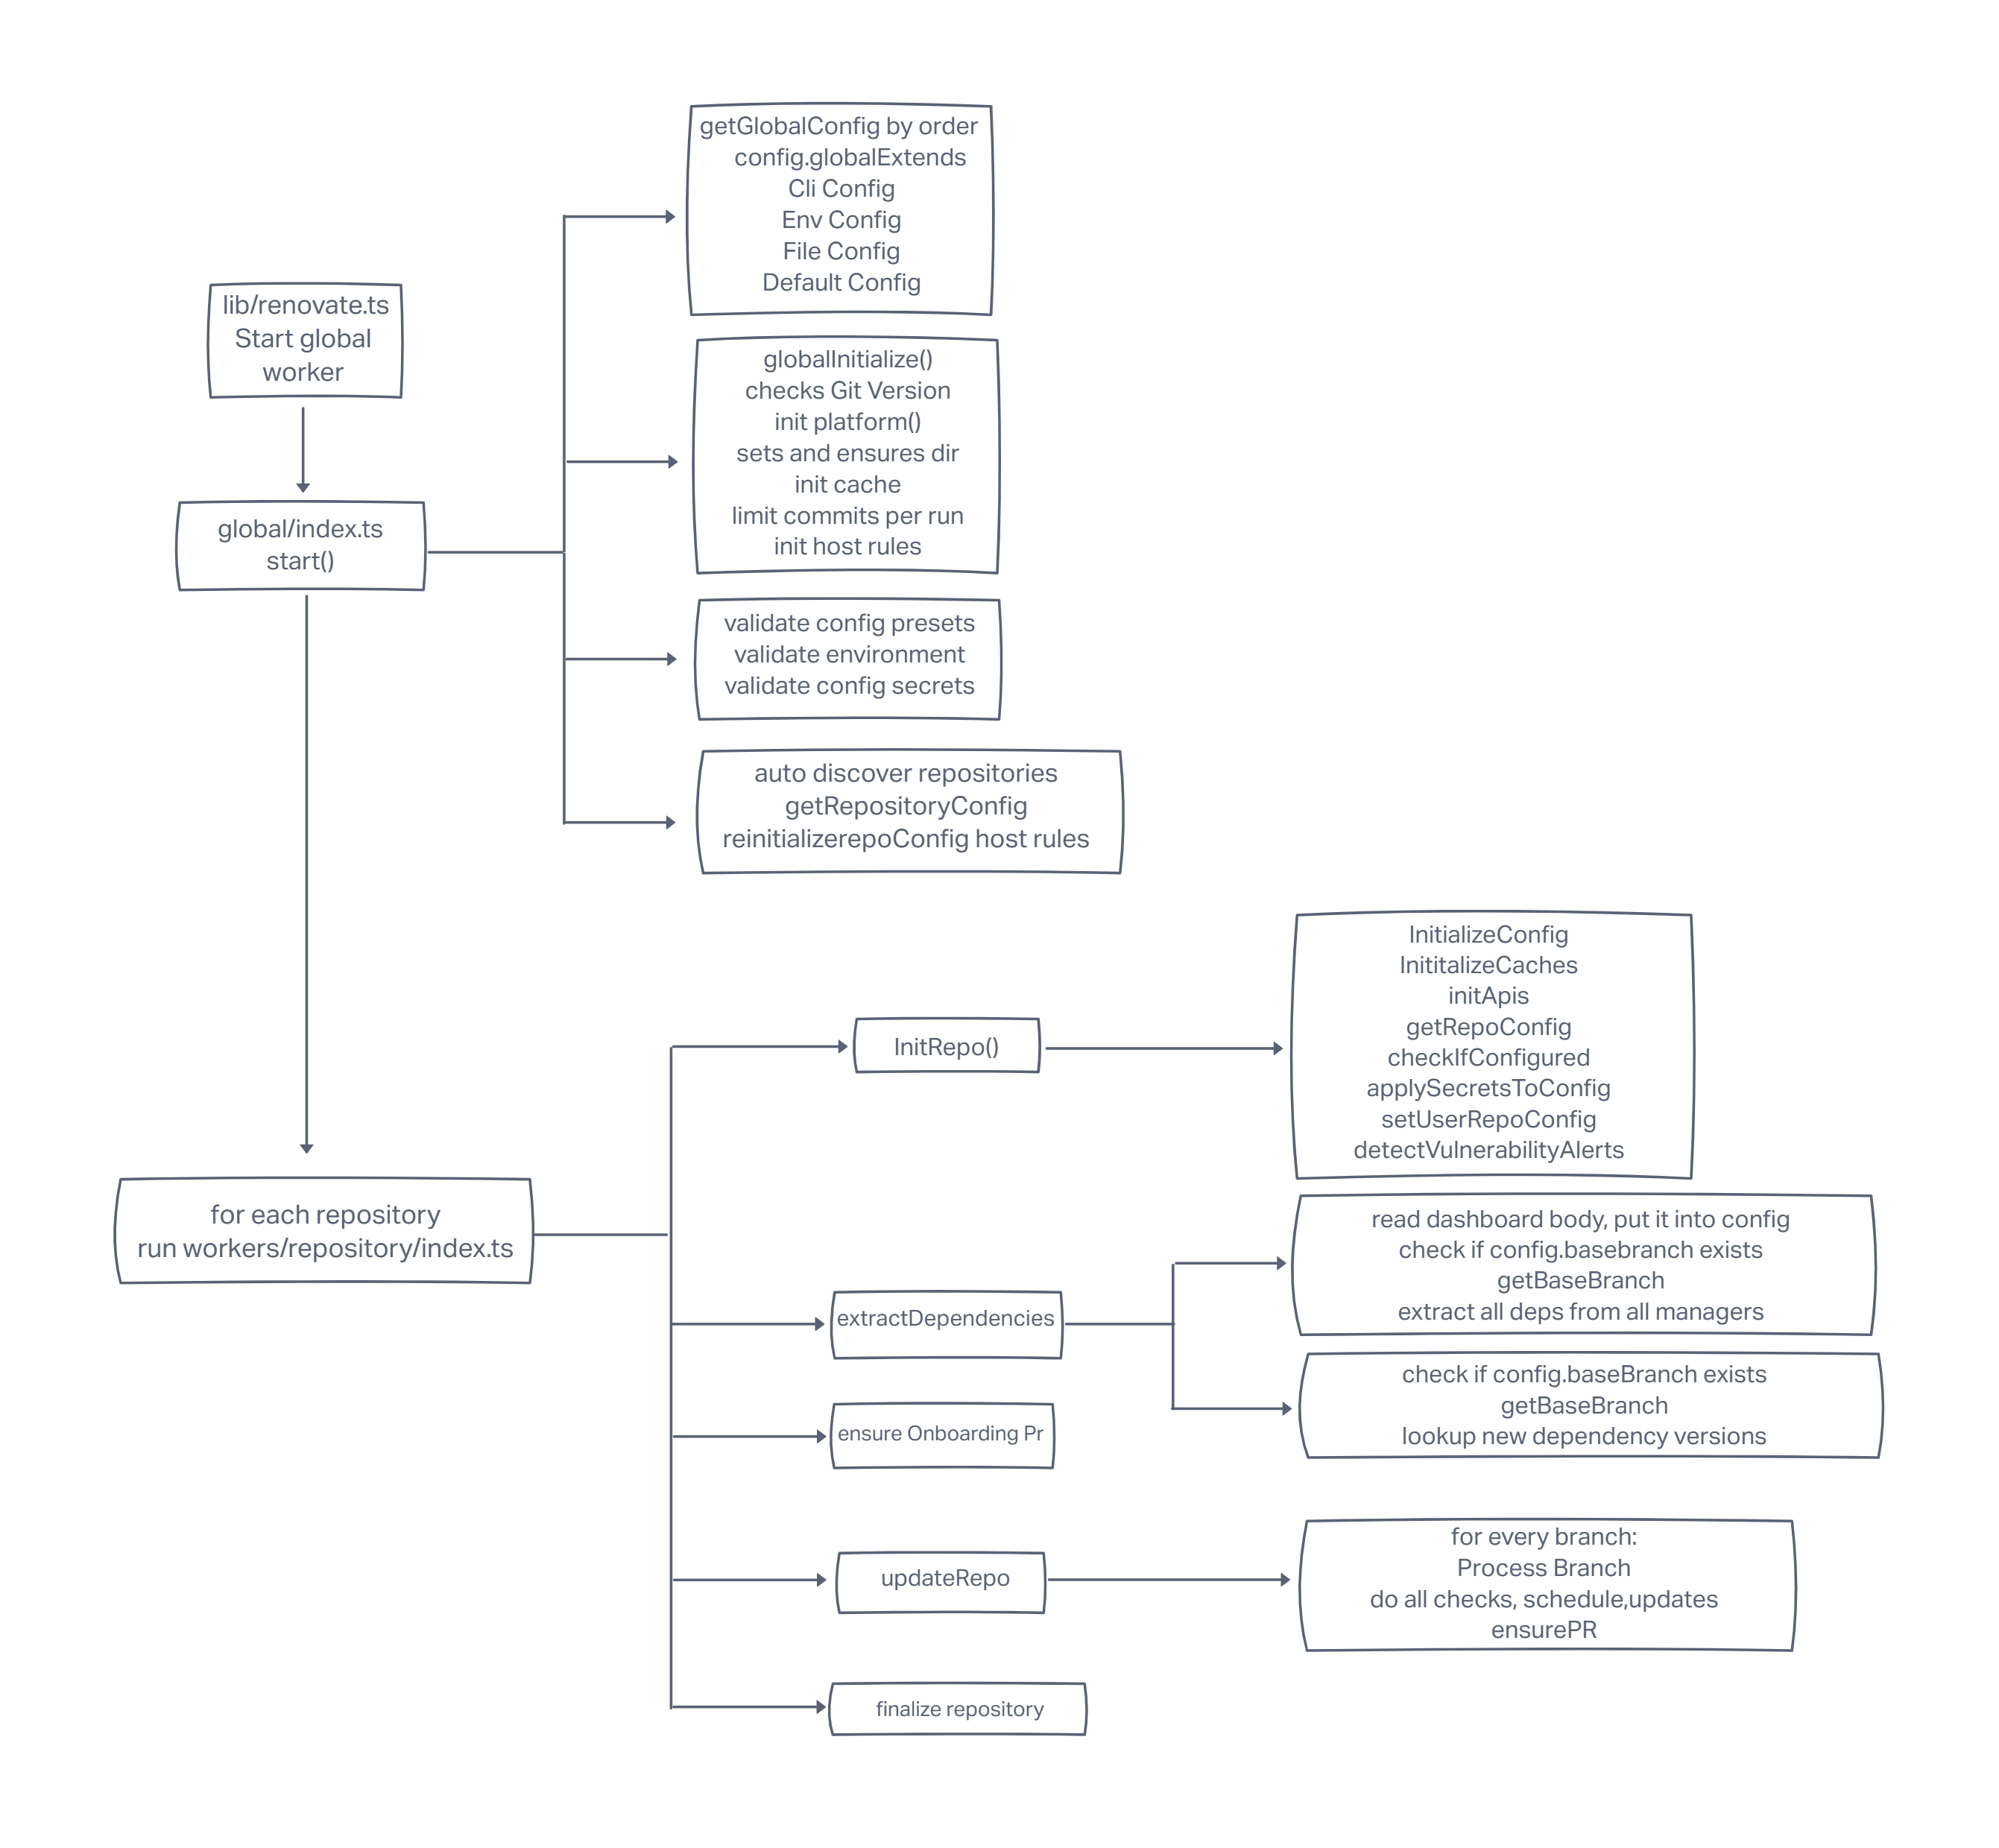 getGlobalConfig by order
config.globalExtends
Cli Config
Env Config
File Config
Default Config
lib/renovate.ts
Start global
worker
globalInitialize()
checks Git Version
init platform()
sets and ensures dir
init cache
limit commits per run
init host rules
global/index.ts
start()
validate config presets
validate environment
validate config secrets
auto discover repositories
getRepositoryConfig
reinitializerepoConfig host rules
InitializeConfig
InititalizeCaches
initApis
getRepoConfig
checkIfConfigured
applySecretsToConfig
setUserRepoConfig
detectVulnerabilityAlerts
InitRepo()
for each repository
run workers/repository/index.ts
read dashboard body, put it into config
check if config.basebranch exists
getBaseBranch
extract all deps from all managers
extractDependencies
check if config.baseBranch exists
getBaseBranch
lookup new dependency versions
ensure Onboarding Pr
for every branch:
Process Branch
do all checks, schedule,updates
ensurePR
updateRepo
finalize repository